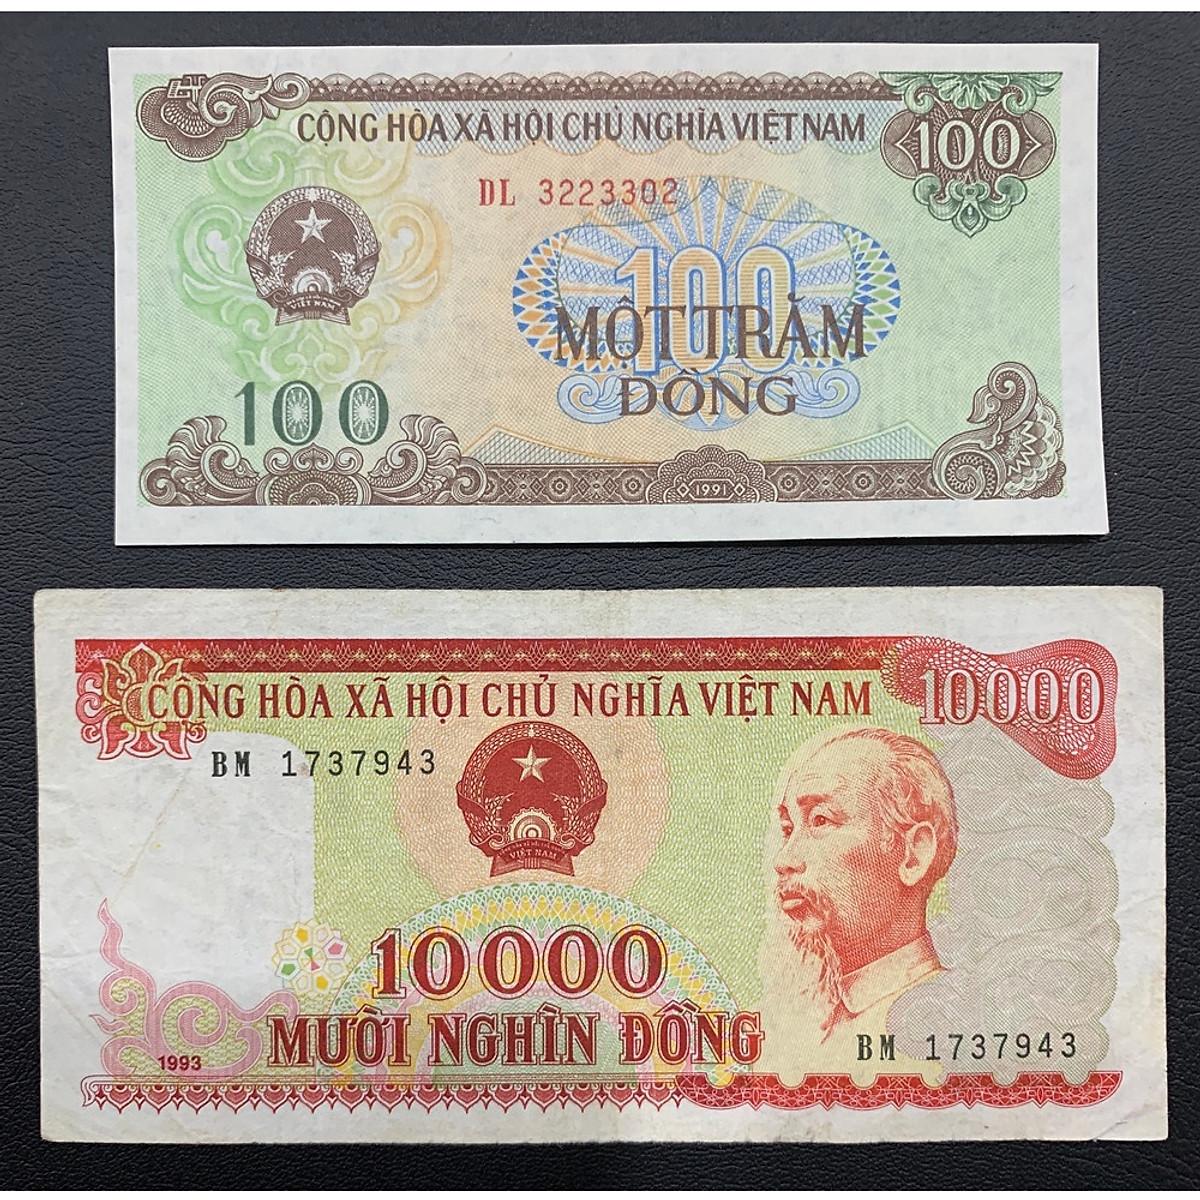 CỘNG HÒA XÃ HỘI CHỦ NGHĨA VIỆT NAM
100
DL 3223302
VIỆT NAM
100
MỘT TRĂM
ĐỒNG
100
1991
CỘNG HÒA XÃ HỘI CHỦ NGHĨA VIỆT NAM
10000
BM 1737943
VIỆT NAM
10000
MƯỜI NGHÌN ĐỒNG
BM 1737943
1993